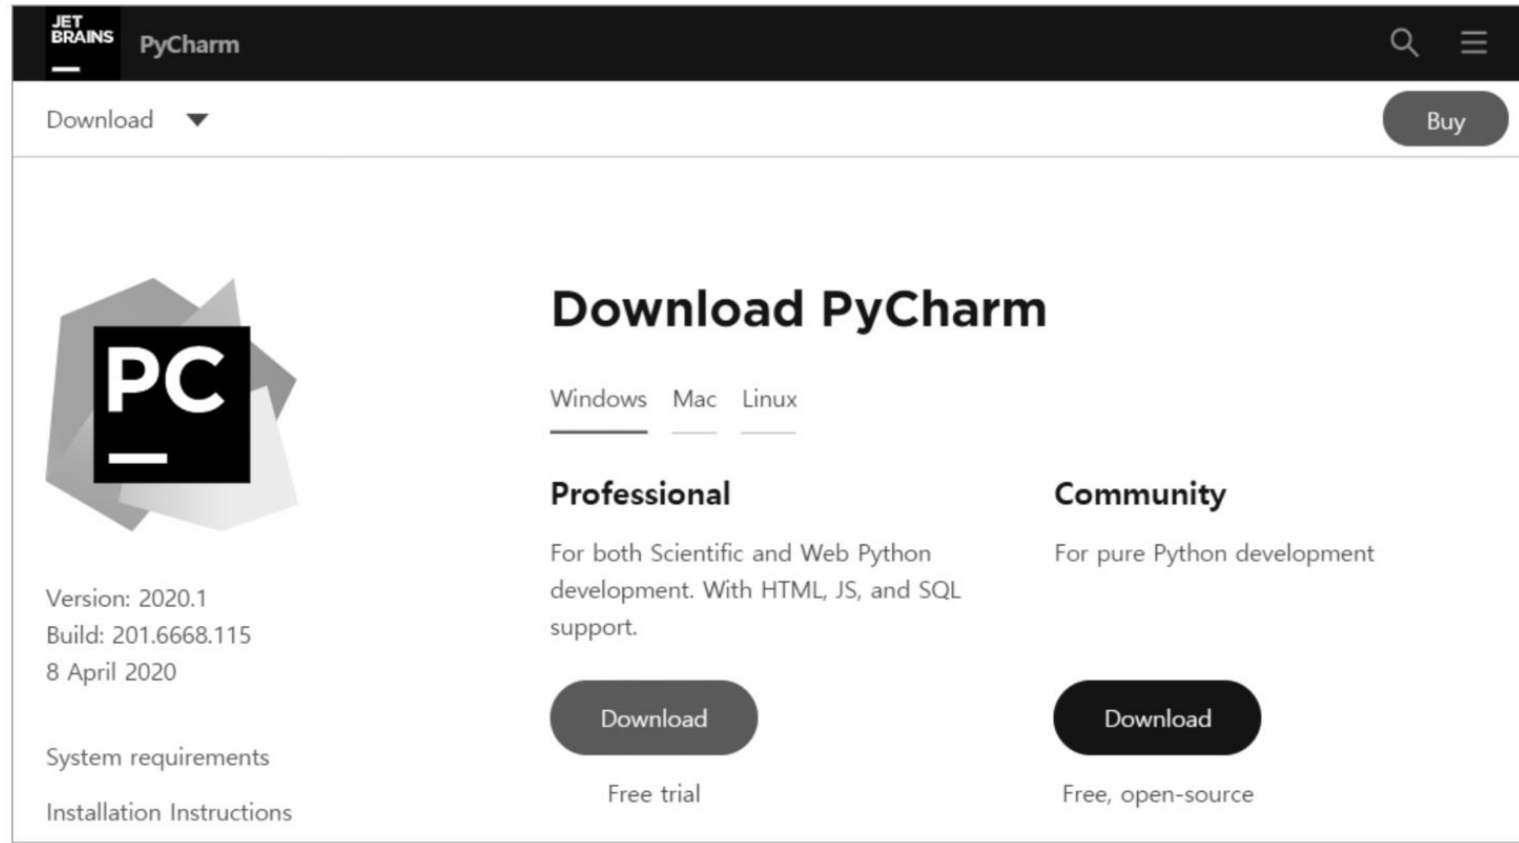 JET
BRAINS
PyCharm
Download
Buy
PC
Download PyCharm
Windows Mac Linux
Professional
For both Scientific and Web Python
development. With HTML, JS, and SQL
support.
Download
Free trial
Community
For pure Python development
Download
Free, open-source
Version: 2020.1
Build: 201.6668.115
8 April 2020
System requirements
Installation Instructions